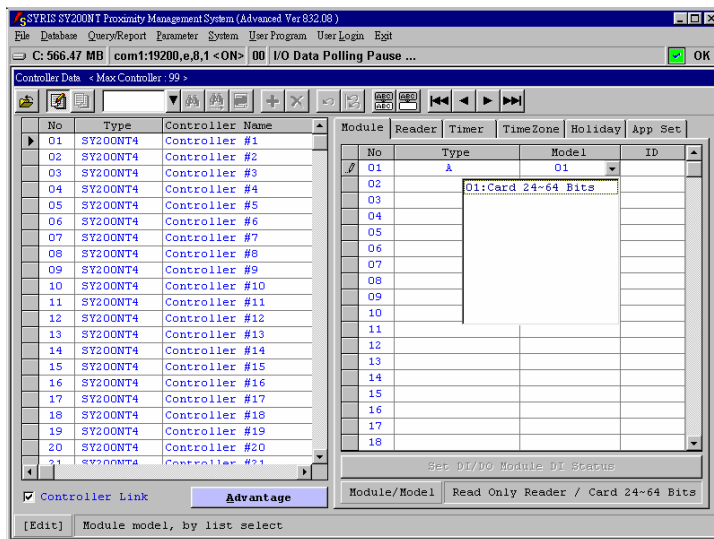 SYRIS SY200NT Proximity Management System (Advanced Ver 832.08 )
File Database Query/Report Parameter System User Program User Login Exit
C: 566.47 MB com1:19200,e,8,1 <ON> 00 I/O Data Polling Pause ... OK
Controller Data < Max Controller : 99 >
ABC ABC
Module Reader Timer TimeZone Holiday App Set
No Type Controller Name No Type Model ID
01 SY200NT4 Controller #1 01 A 01
02 SY200NT4 Controller #2 02 01:Card 24~64 Bits
03 SY200NT4 Controller #3 03
04 SY200NT4 Controller #4 04
05 SY200NT4 Controller #5 05
06 SY200NT4 Controller #6 06
07 SY200NT4 Controller #7 07
08 SY200NT4 Controller #8 08
09 SY200NT4 Controller #9 09
10 SY200NT4 Controller #10 10
11 SY200NT4 Controller #11 11
12 SY200NT4 Controller #12 12
13 SY200NT4 Controller #13 13
14 SY200NT4 Controller #14 14
15 SY200NT4 Controller #15 15
16 SY200NT4 Controller #16 16
17 SY200NT4 Controller #17 17
18 SY200NT4 Controller #18 18
19 SY200NT4 Controller #19
20 SY200NT4 Controller #20
21 SY200NT4 Controller #21
Set DI/DO Module DI Status
Controller Link Advantage Module/Model Read Only Reader / Card 24~64 Bits
[Edit] Module model, by list select